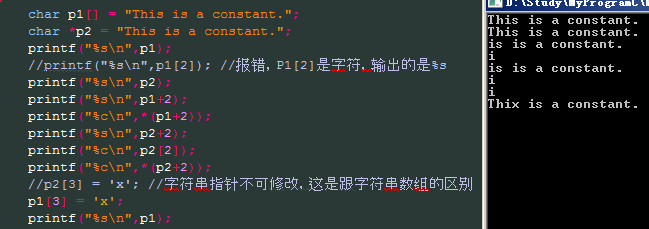 char p1[] = "This is a constant.";
char *p2 = "This is a constant.";
printf("%s\n",p1);
//printf("%s\n",p1[2]); //报错，P1[2]是字符，输出的是%s
printf("%s\n",p2);
printf("%s\n",p1+2);
printf("%c\n",*(p1+2));
printf("%s\n",p2+2);
printf("%c\n",p2[2]);
printf("%c\n",*(p2+2));
//p2[3] = 'x'; //字符串指针不可修改，这是跟字符串数组的区别
p1[3] = 'x';
printf("%s\n",p1);
D:\Study\MyProgramC\
This is a constant.
This is a constant.
is is a constant.
i
is is a constant.
i
i
Thix is a constant.